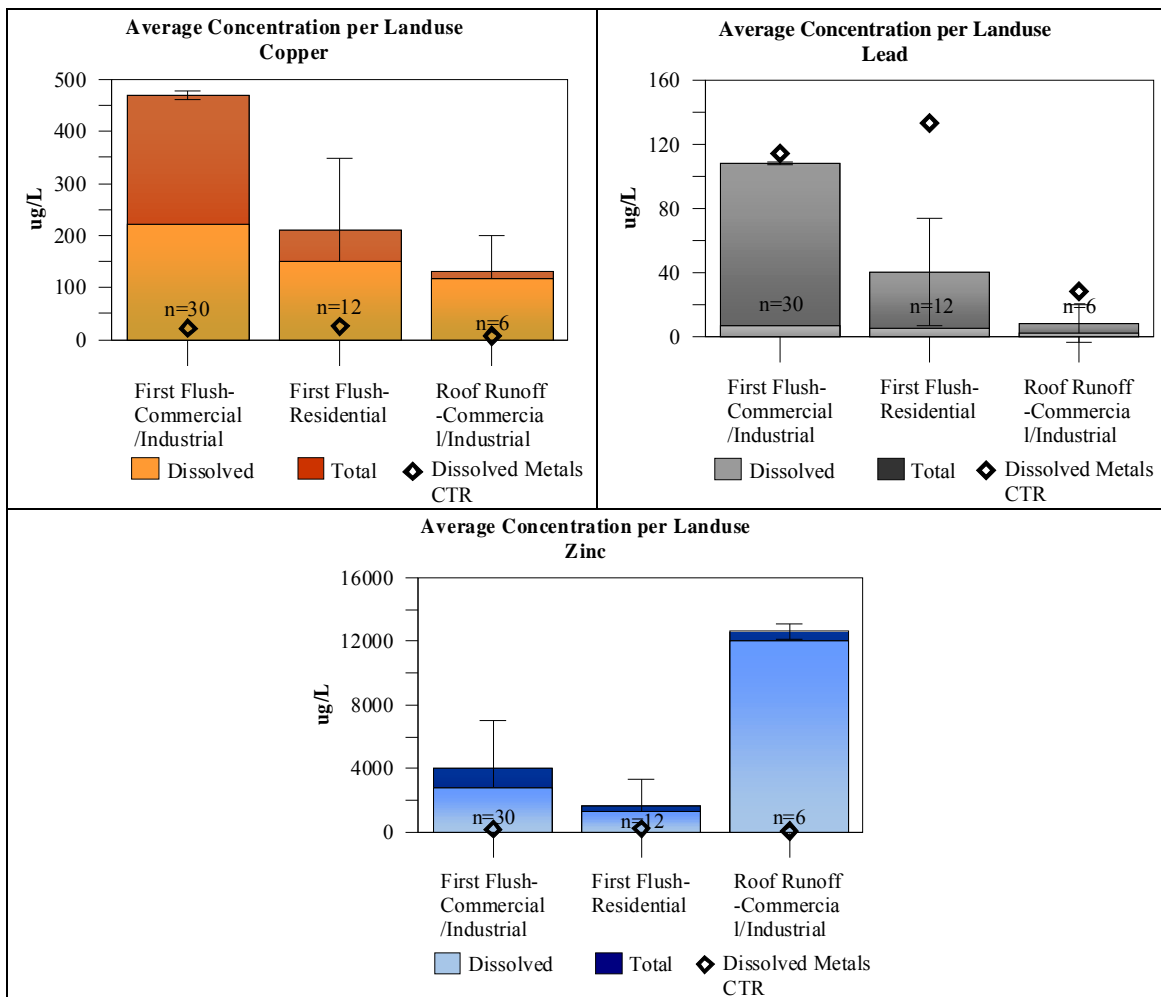 Average Concentration per Landuse
Copper
500
400
300
200
100
0
ug/L
n=30
n=12
n=6
First Flush-
Commercial
/Industrial
First Flush-
Residential
Roof Runoff
-Commercia
l/Industrial
Dissolved
Total
Dissolved Metals
CTR
Average Concentration per Landuse
Lead
160
120
80
40
0
ug/L
n=30
n=12
n=6
First Flush-
Commercial
/Industrial
First Flush-
Residential
Roof Runoff
-Commercia
l/Industrial
Dissolved
Total
Dissolved Metals
CTR
Average Concentration per Landuse
Zinc
16000
12000
8000
4000
0
ug/L
n=30
n=12
n=6
First Flush-
Commercial
/Industrial
First Flush-
Residential
Roof Runoff
-Commercia
l/Industrial
Dissolved
Total
Dissolved Metals
CTR